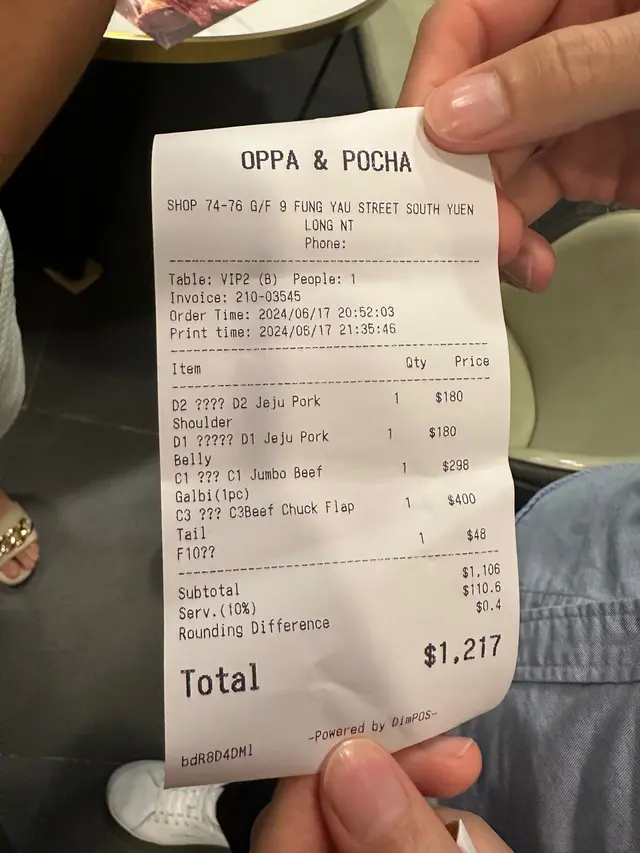 OPPA & POCHA
SHOP 74-76 G/F 9 FUNG YAU STREET SOUTH YUEN
LONG NT
Phone:
Table: VIP2 (B) People: 1
Invoice: 210-03545
Order Time: 2024/06/17 20:52:03
Print time: 2024/06/17 21:35:46
Item Qty Price
D2 ???? D2 Jeju Pork 1 $180
Shoulder
D1 ????? D1 Jeju Pork 1 $180
Belly
C1 ??? C1 Jumbo Beef 1 $298
Galbi(1pc)
C3 ??? C3Beef Chuck Flap 1 $400
Tail
F10?? 1 $48
Subtotal $1,106
Serv.(10%) $110.6
Rounding Difference $0.4
Total $1,217
-Powered by DimPOS-
bdR8D4DM1